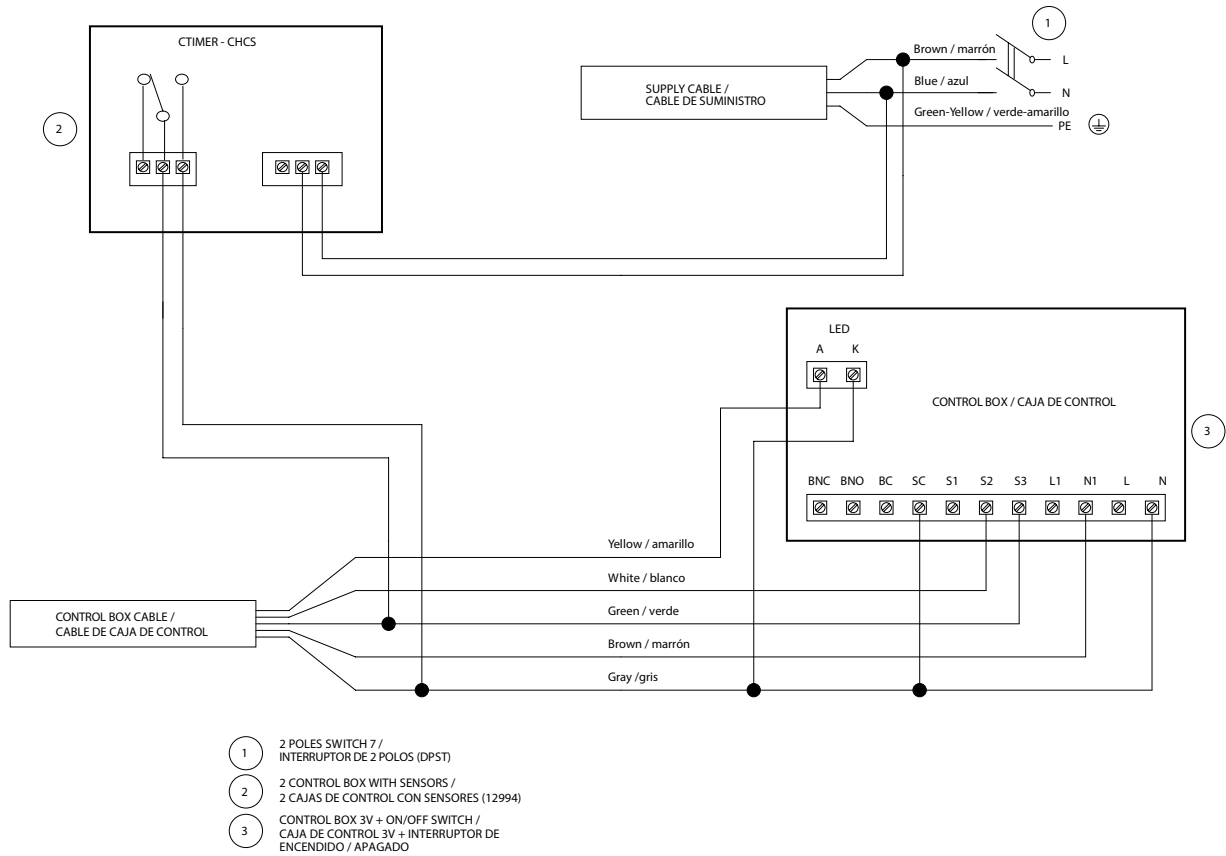 CTIMER - CHCS
1
Brown / marrón
L
SUPPLY CABLE /
CABLE DE SUMINISTRO
Blue / azul
N
Green-Yellow / verde-amarillo
PE
2
LED
A K
CONTROL BOX / CAJA DE CONTROL
3
BNC BNO BC SC S1 S2 S3 L1 N1 L N
Yellow / amarillo
White / blanco
CONTROL BOX CABLE /
CABLE DE CAJA DE CONTROL
Green / verde
Brown / marrón
Gray /gris
1 2 POLES SWITCH 7 /
INTERRUPTOR DE 2 POLOS (DPST)
2 2 CONTROL BOX WITH SENSORS /
2 CAJAS DE CONTROL CON SENSORES (12994)
3 CONTROL BOX 3V + ON/OFF SWITCH /
CAJA DE CONTROL 3V + INTERRUPTOR DE
ENCENDIDO / APAGADO